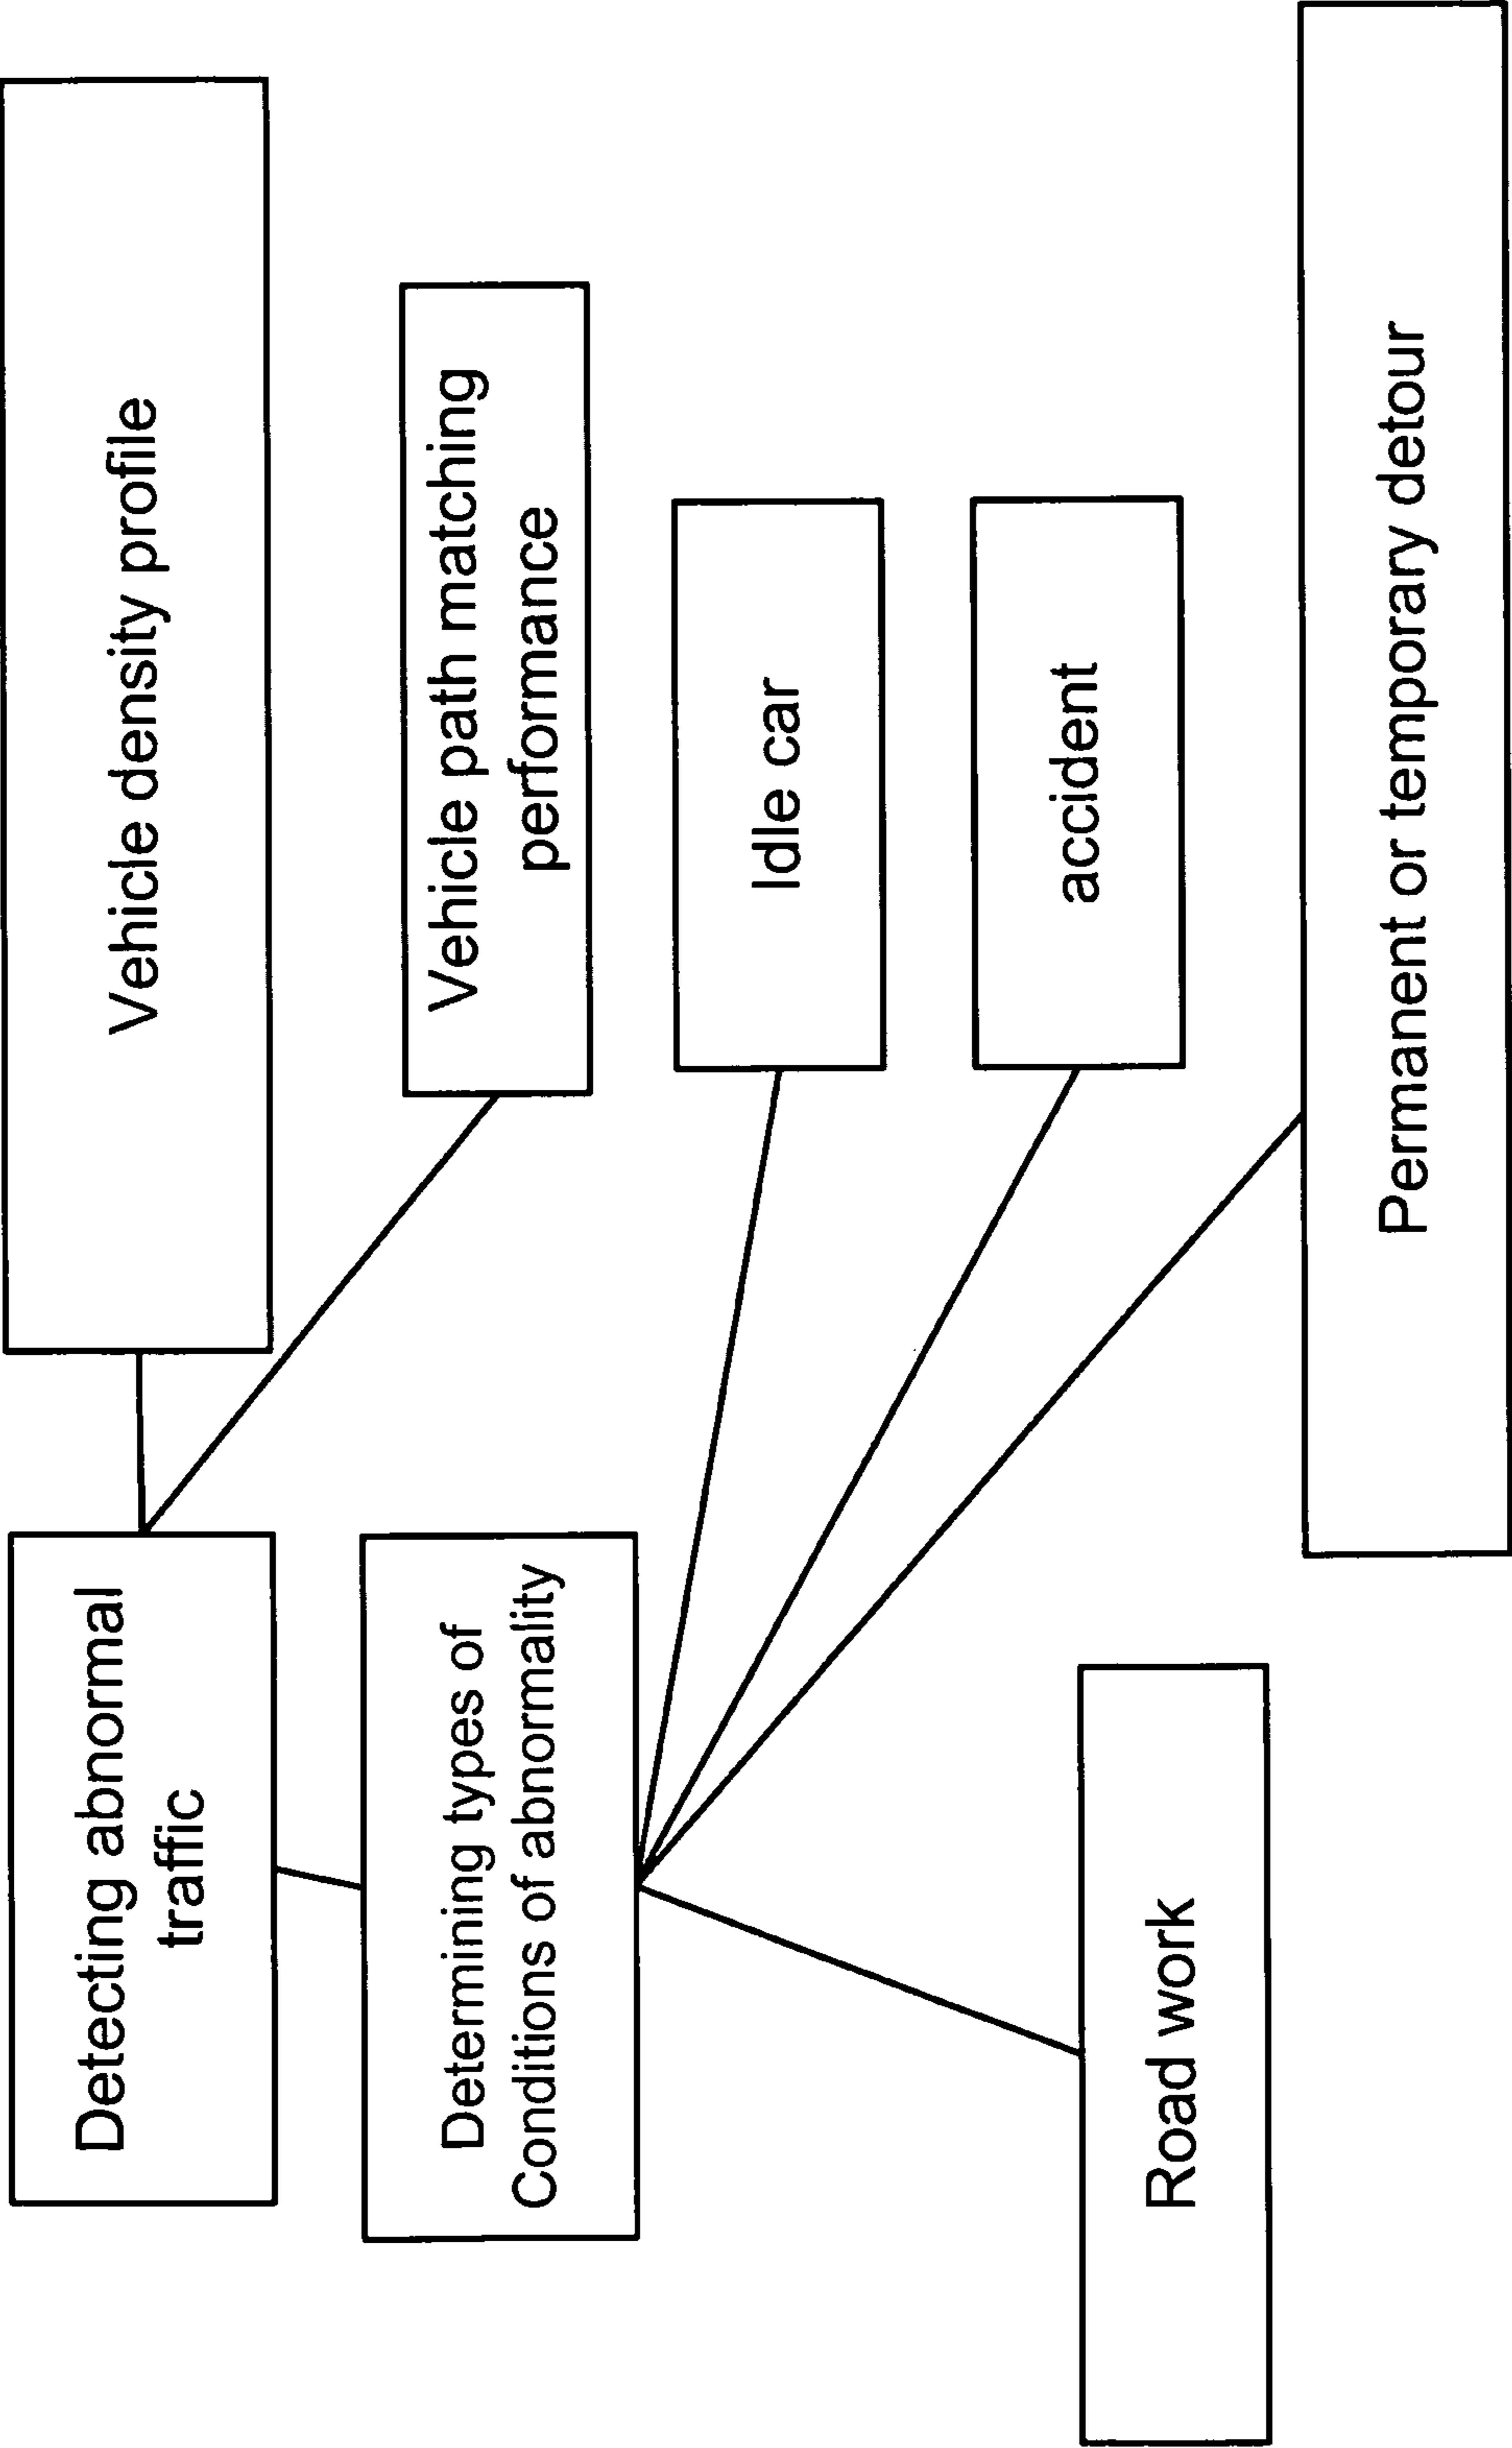 Detecting abnormal
traffic
Vehicle density profile
Determining types of
Conditions of abnormality
Vehicle path matching
performance
Idle car
accident
Road work
Permanent or temporary detour